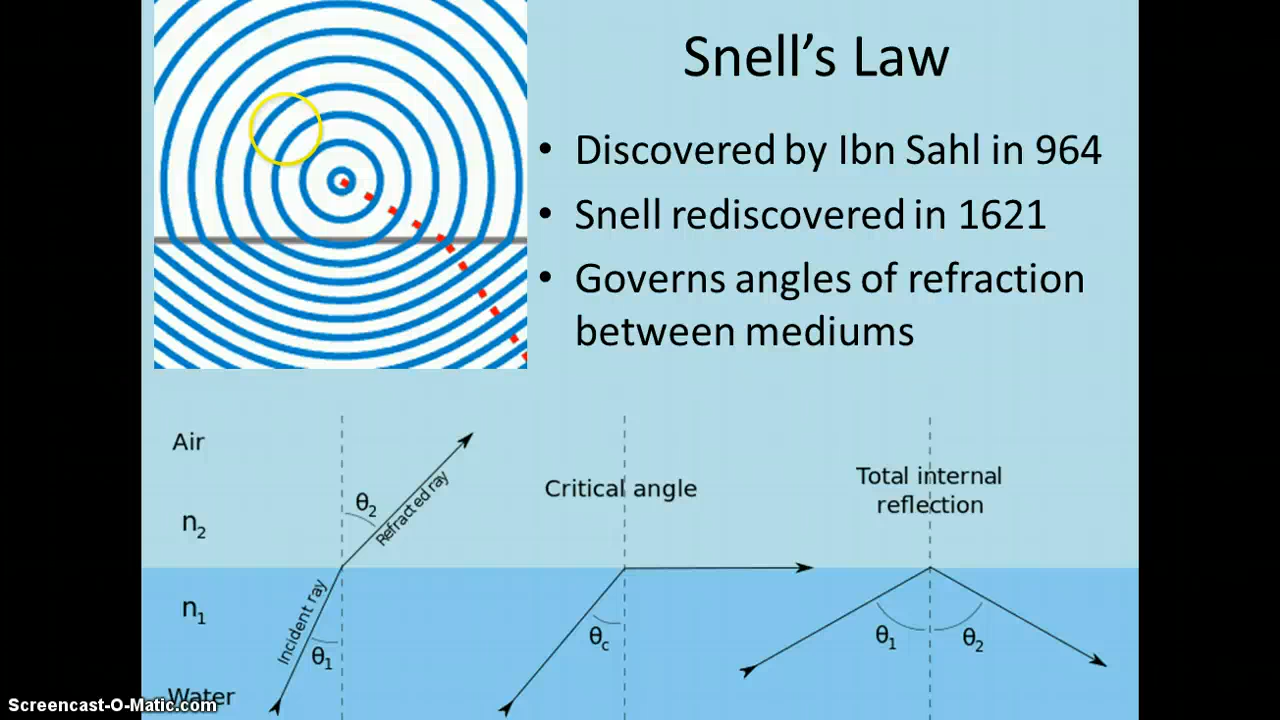 Snell’s Law
• Discovered by Ibn Sahl in 964
• Snell rediscovered in 1621
• Governs angles of refraction
between mediums
Air
n2
n1
Water
θ2
Refracted ray
Incident ray
θ1
Critical angle
θc
Total internal
reflection
θ1
θ2
Screencast-O-Matic.com